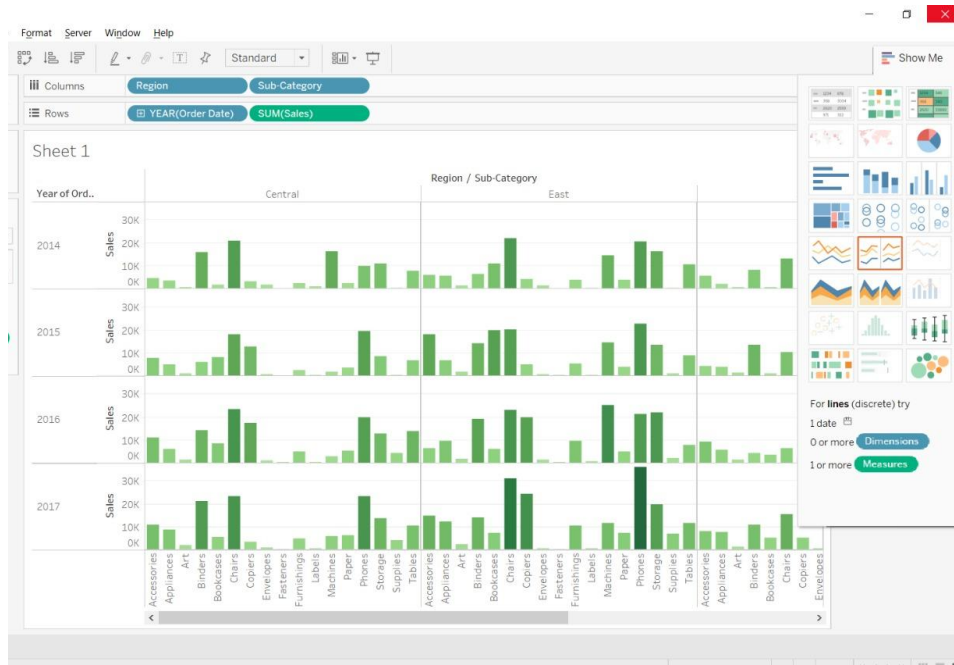 Format Server Window Help
Standard
Show Me
Columns Region Sub-Category
Rows YEAR(Order Date) SUM(Sales)
Sheet 1
Region / Sub-Category
Year of Ord.. Central East
2014 Sales 30K 20K 10K 0K
2015 Sales 30K 20K 10K 0K
2016 Sales 30K 20K 10K 0K
2017 Sales 30K 20K 10K 0K
Accessories Appliances Art Binders Bookcases Chairs Copiers Envelopes Fasteners Furnishings Labels Machines Paper Phones Storage Supplies Tables Accessories Appliances Art Binders Bookcases Chairs Copiers Envelopes Fasteners Furnishings Labels Machines Paper Phones Storage Supplies Tables Accessories Appliances Art Binders Bookcases Chairs Copiers Envelopes
For lines (discrete) try
1 date
0 or more Dimensions
1 or more Measures